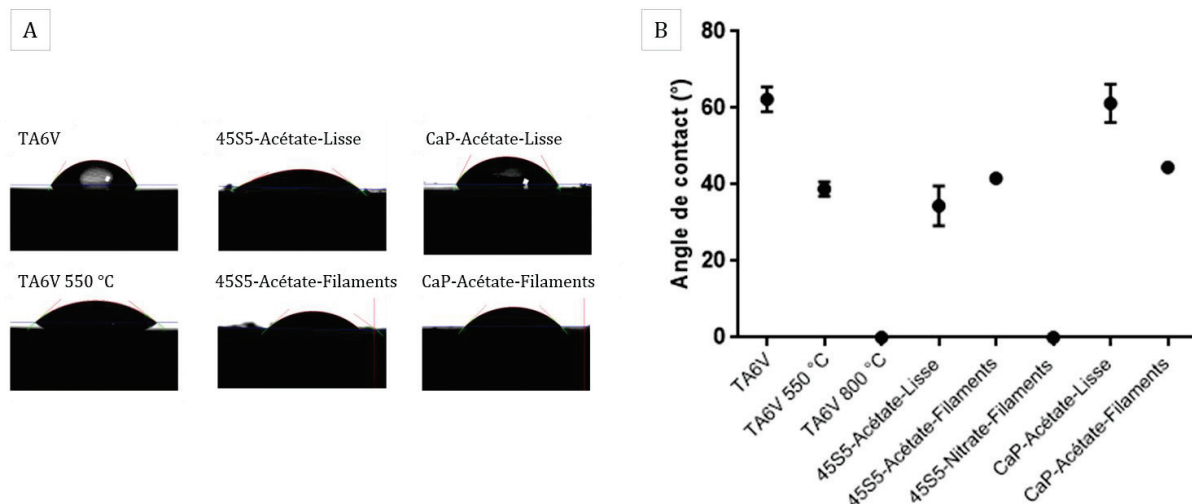 A
TA6V
45S5-Acétate-Lisse
CaP-Acétate-Lisse
TA6V 550 °C
45S5-Acétate-Filaments
CaP-Acétate-Filaments
B
Angle de contact (°)
80
60
40
20
0
TA6V
TA6V 550 °C
TA6V 800 °C
45S5-Acétate-Lisse
45S5-Acétate-Filaments
45S5-Nitrate-Filaments
CaP-Acétate-Lisse
CaP-Acétate-Filaments